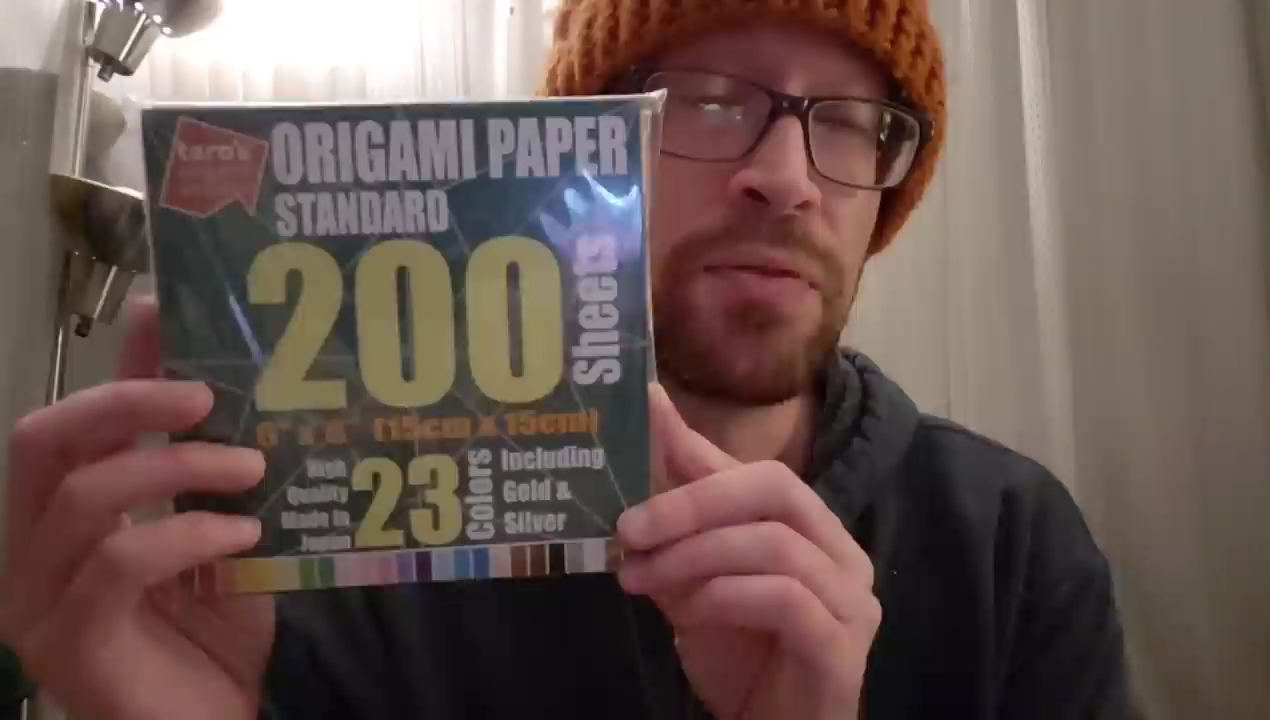 taro's
ORIGAMI PAPER
STANDARD
200
Sheets
6" x 6" (15cm x 15cm)
High
Quality
Made in
Japan
23
Colors
Including
Gold &
Silver